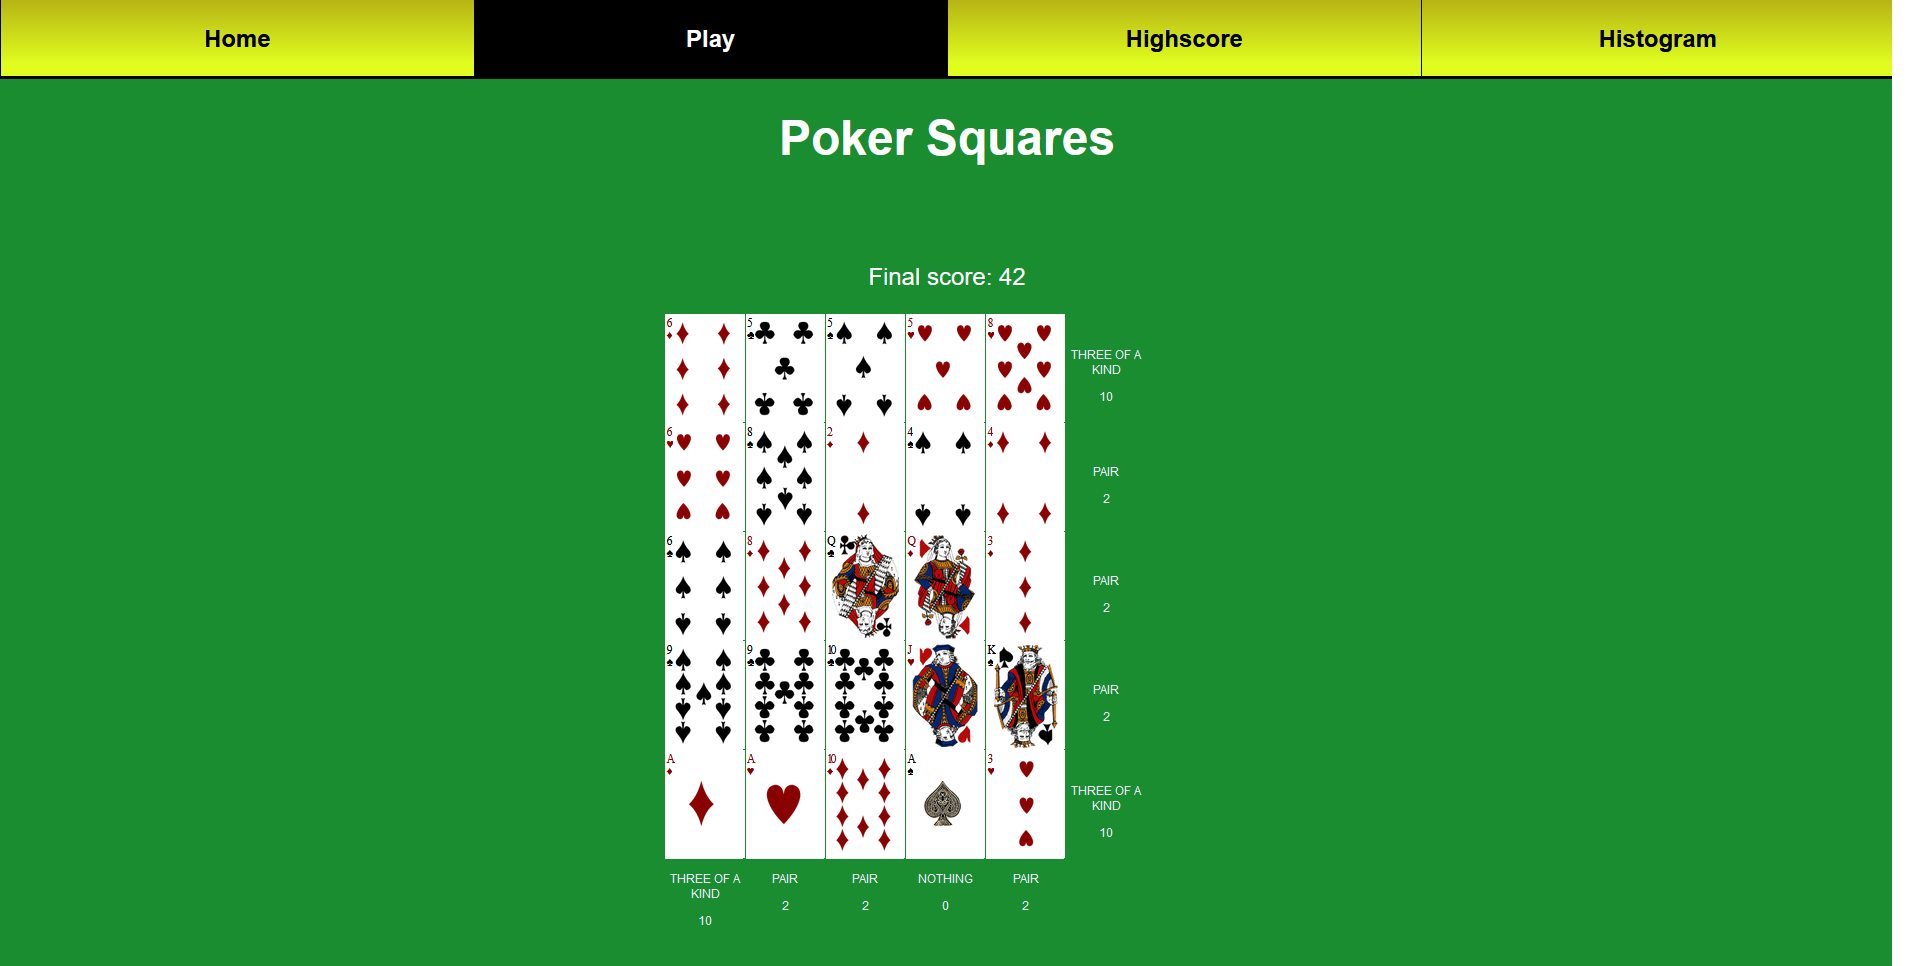 Home Play Highscore Histogram
Poker Squares
Final score: 42
6 5 5 5 8
THREE OF A
KIND
10
6 8 2 4 4
PAIR
2
6 8 Q Q 3
PAIR
2
9 9 10 J K
PAIR
2
A A 10 A 3
THREE OF A
KIND
10
THREE OF A
KIND
10
PAIR
2
PAIR
2
NOTHING
0
PAIR
2